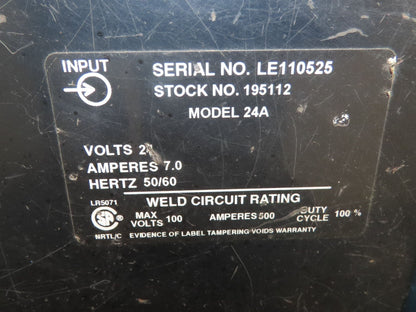 INPUT
SERIAL NO. LE110525
STOCK NO. 195112
MODEL 24A
VOLTS
AMPERES 7.0
HERTZ 50/60
LR5071 WELD CIRCUIT RATING
MAX VOLTS 100 AMPERES 500 DUTY CYCLE 100 %
NRTL/C EVIDENCE OF LABEL TAMPERING VOIDS WARRANTY